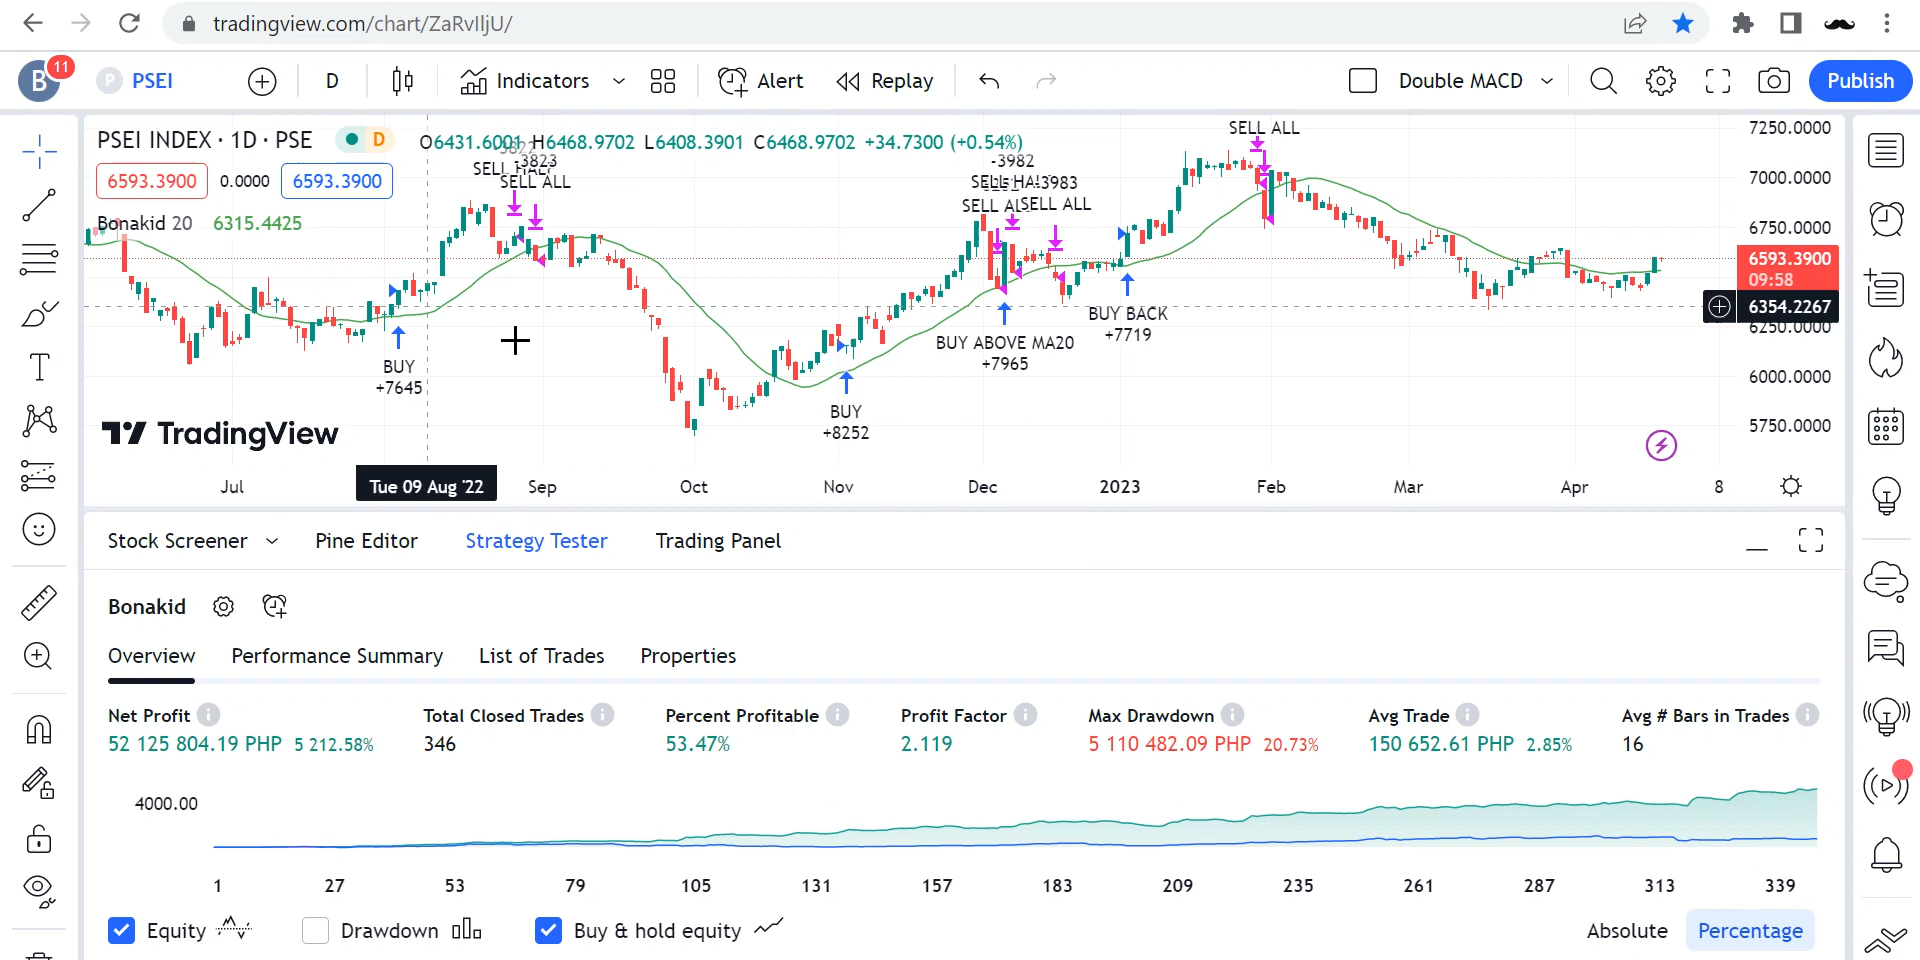 tradingview.com/chart/ZaRvIljU/
B 11 P PSEI D Indicators Alert Replay Double MACD Publish
PSEI INDEX · 1D · PSE D O6431.6001 H6468.9702 L6408.3901 C6468.9702 +34.7300 (+0.54%)
6593.3900 0.0000 6593.3900
Bonakid 20 6315.4425
SELL HALF
-3823
SELL ALL
-3982
SELL HALF
-3983
SELL ALL
SELL ALL
SELL ALL
BUY
+7645
BUY
+8252
BUY ABOVE MA20
+7965
BUY BACK
+7719
7250.0000
7000.0000
6750.0000
6593.3900
09:58
6354.2267
6250.0000
6000.0000
5750.0000
TradingView
Jul Tue 09 Aug '22 Sep Oct Nov Dec 2023 Feb Mar Apr 8
Stock Screener Pine Editor Strategy Tester Trading Panel
Bonakid
Overview Performance Summary List of Trades Properties
Net Profit Total Closed Trades Percent Profitable Profit Factor Max Drawdown Avg Trade Avg # Bars in Trades
52 125 804.19 PHP 5 212.58% 346 53.47% 2.119 5 110 482.09 PHP 20.73% 150 652.61 PHP 2.85% 16
4000.00
1 27 53 79 105 131 157 183 209 235 261 287 313 339
Equity Drawdown Buy & hold equity Absolute Percentage